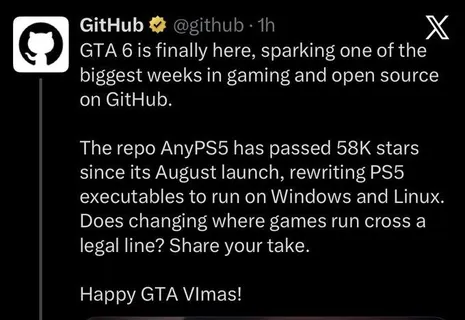 GitHub @github · 1h
X
GTA 6 is finally here, sparking one of the
biggest weeks in gaming and open source
on GitHub.
The repo AnyPS5 has passed 58K stars
since its August launch, rewriting PS5
executables to run on Windows and Linux.
Does changing where games run cross a
legal line? Share your take.
Happy GTA VImas!